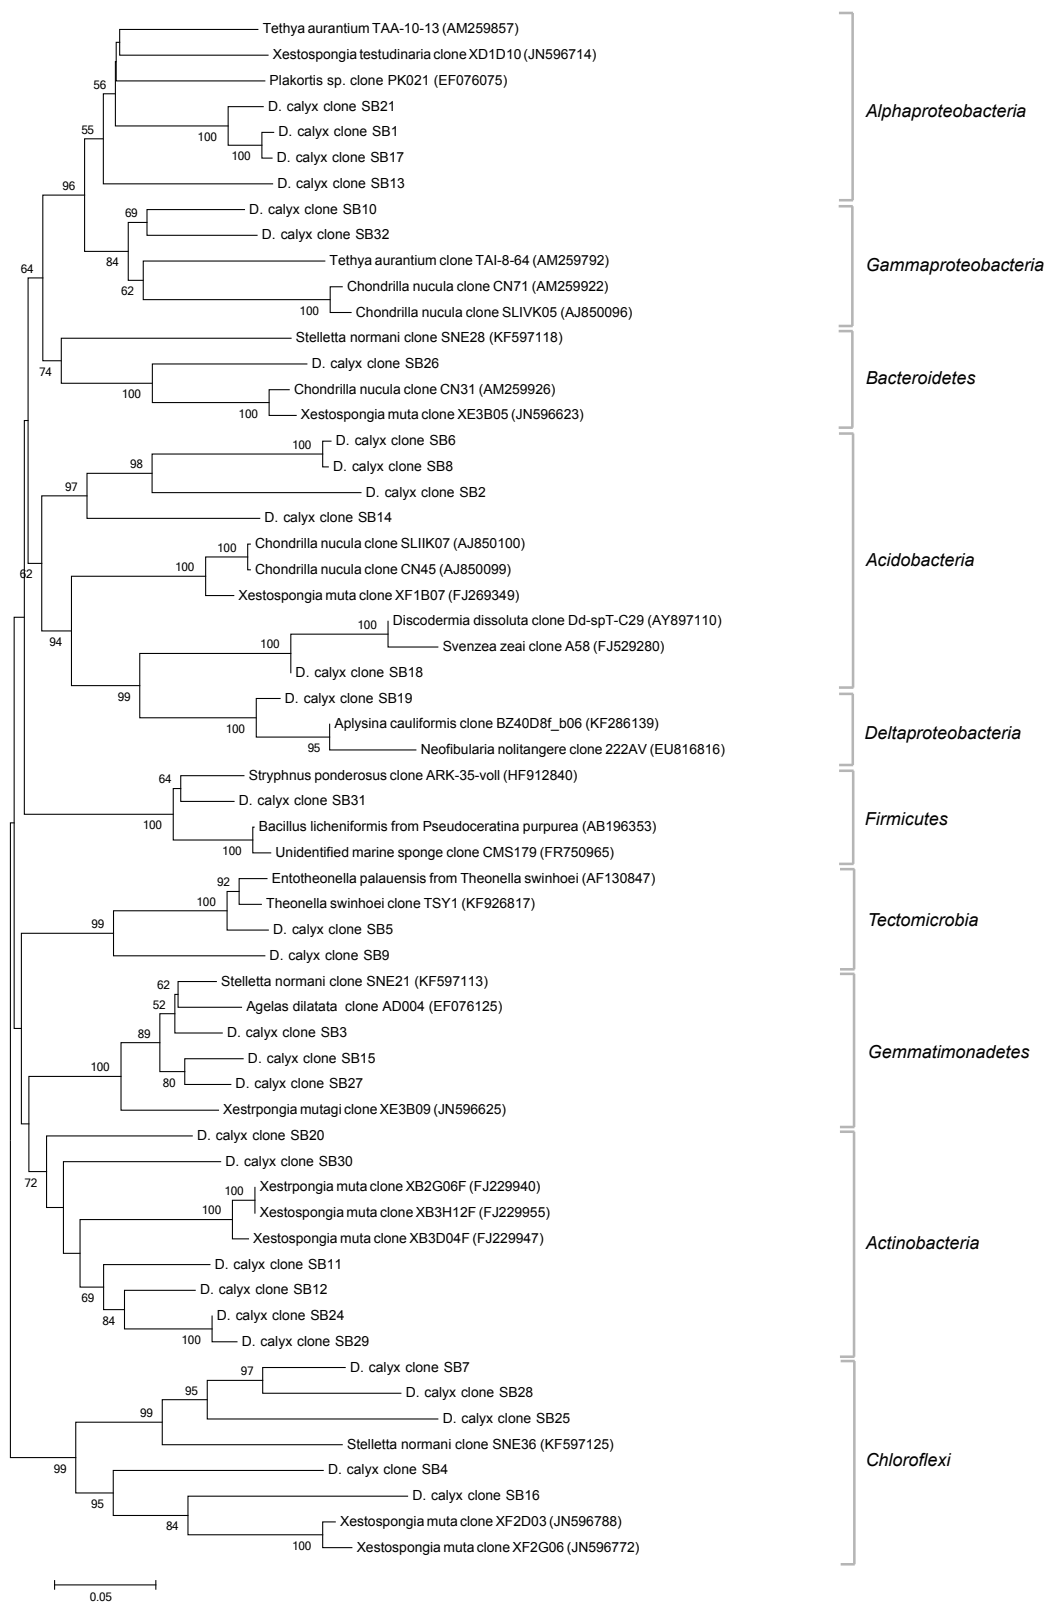 Tethya aurantium TAA-10-13 (AM259857)
Xestospongia testudinaria clone XD1D10 (JN596714)
Plakortis sp. clone PK021 (EF076075)
56
D. calyx clone SB21
Alphaproteobacteria
55
100
D. calyx clone SB1
100
D. calyx clone SB17
96
D. calyx clone SB13
69
D. calyx clone SB10
D. calyx clone SB32
84
Tethya aurantium clone TAI-8-64 (AM259792)
Gammaproteobacteria
64
62
Chondrilla nucula clone CN71 (AM259922)
100
Chondrilla nucula clone SLIVK05 (AJ850096)
Stelletta normani clone SNE28 (KF597118)
74
D. calyx clone SB26
Bacteroidetes
100
Chondrilla nucula clone CN31 (AM259926)
100
Xestospongia muta clone XE3B05 (JN596623)
100
D. calyx clone SB6
98
D. calyx clone SB8
97
D. calyx clone SB2
D. calyx clone SB14
100
Chondrilla nucula clone SLIIK07 (AJ850100)
Acidobacteria
62
100
Chondrilla nucula clone CN45 (AJ850099)
Xestospongia muta clone XF1B07 (FJ269349)
100
Discodermia dissoluta clone Dd-spT-C29 (AY897110)
94
100
Svenzea zeai clone A58 (FJ529280)
D. calyx clone SB18
99
D. calyx clone SB19
100
Aplysina cauliformis clone BZ40D8f_b06 (KF286139)
Deltaproteobacteria
95
Neofibularia nolitangere clone 222AV (EU816816)
64
Stryphnus ponderosus clone ARK-35-voll (HF912840)
D. calyx clone SB31
Firmicutes
100
Bacillus licheniformis from Pseudoceratina purpurea (AB196353)
100
Unidentified marine sponge clone CMS179 (FR750965)
92
Entotheonella palauensis from Theonella swinhoei (AF130847)
100
Theonella swinhoei clone TSY1 (KF926817)
Tectomicrobia
99
D. calyx clone SB5
D. calyx clone SB9
62
Stelletta normani clone SNE21 (KF597113)
52
Agelas dilatata clone AD004 (EF076125)
89
D. calyx clone SB3
Gemmatimonadetes
100
D. calyx clone SB15
80
D. calyx clone SB27
Xestrpongia mutagi clone XE3B09 (JN596625)
D. calyx clone SB20
72
D. calyx clone SB30
100
Xestrpongia muta clone XB2G06F (FJ229940)
100
Xestospongia muta clone XB3H12F (FJ229955)
Xestospongia muta clone XB3D04F (FJ229947)
Actinobacteria
D. calyx clone SB11
69
D. calyx clone SB12
84
D. calyx clone SB24
100
D. calyx clone SB29
97
D. calyx clone SB7
95
D. calyx clone SB28
99
D. calyx clone SB25
Stelletta normani clone SNE36 (KF597125)
Chloroflexi
99
D. calyx clone SB4
95
D. calyx clone SB16
84
Xestospongia muta clone XF2D03 (JN596788)
100
Xestospongia muta clone XF2G06 (JN596772)
0.05